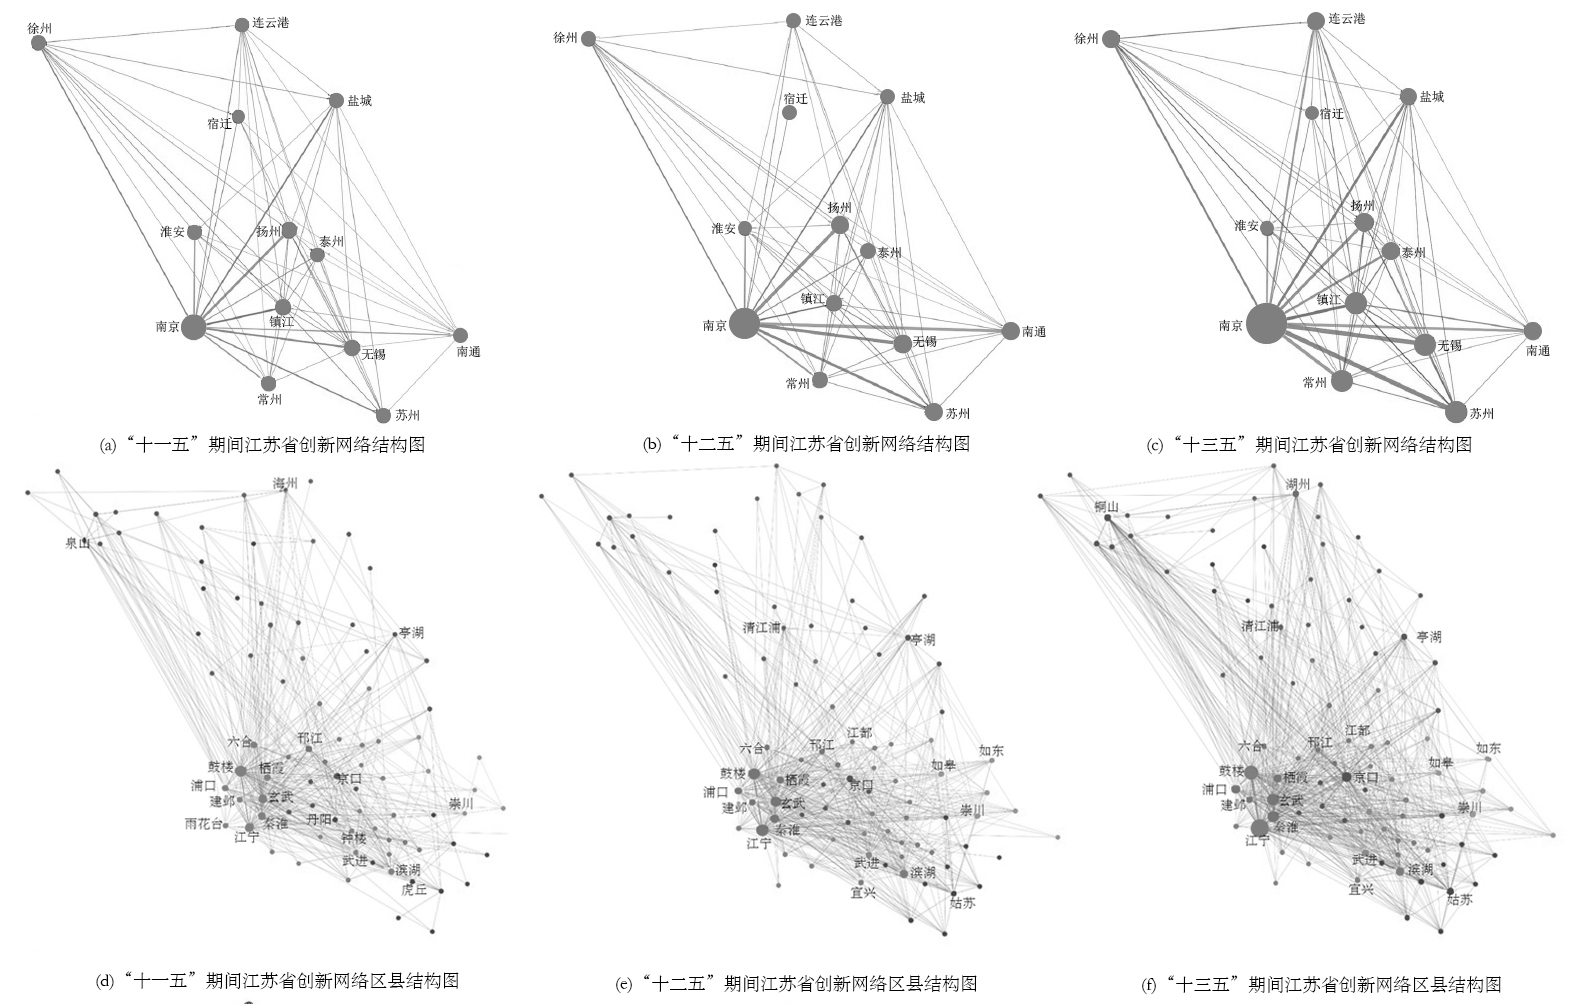 徐州
连云港
盐城
宿迁
淮安
扬州
泰州
镇江
南京
无锡
南通
常州
苏州
(a) “十一五”期间江苏省创新网络结构图
徐州
连云港
盐城
宿迁
淮安
扬州
泰州
镇江
南京
无锡
南通
常州
苏州
(b) “十二五”期间江苏省创新网络结构图
徐州
连云港
盐城
宿迁
淮安
扬州
泰州
镇江
南京
无锡
南通
常州
苏州
(c) “十三五”期间江苏省创新网络结构图
海州
泉山
亭湖
六合
邗江
鼓楼
栖霞
京口
浦口
建邺
玄武
崇川
雨花台
秦淮
丹阳
江宁
钟楼
武进
滨湖
虎丘
(d) “十一五”期间江苏省创新网络区县结构图
清江浦
亭湖
六合
邗江
江都
如东
鼓楼
栖霞
京口
如皋
浦口
建邺
玄武
崇川
秦淮
江宁
武进
滨湖
宜兴
姑苏
(e) “十二五”期间江苏省创新网络区县结构图
湖州
铜山
清江浦
亭湖
六合
邗江
江都
如东
鼓楼
栖霞
京口
如皋
浦口
建邺
玄武
崇川
秦淮
江宁
武进
滨湖
宜兴
姑苏
(f) “十三五”期间江苏省创新网络区县结构图